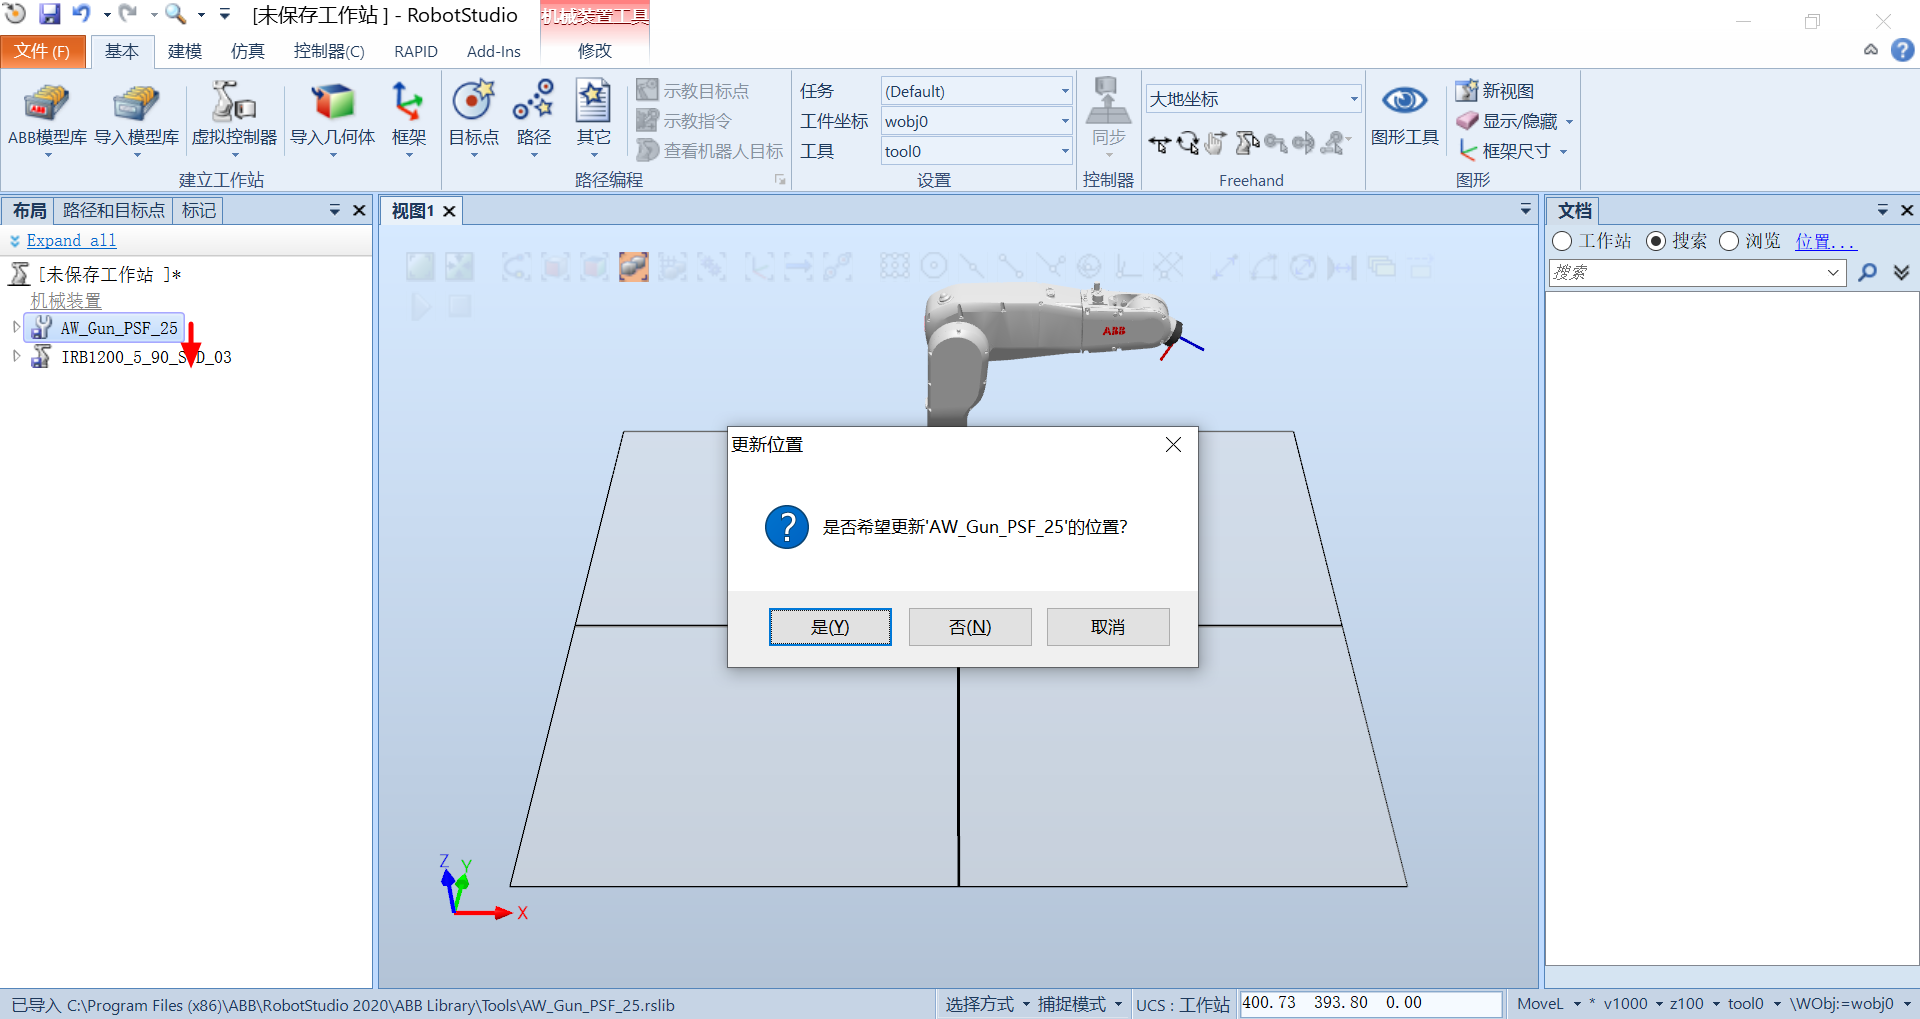 [未保存工作站 ] - RobotStudio
机械装置工具
文件 (F)
基本
建模
仿真
控制器(C)
RAPID
Add-Ins
修改
ABB模型库
导入模型库
虚拟控制器
导入几何体
框架
建立工作站
目标点
路径
其它
示教目标点
示教指令
查看机器人目标
路径编程
任务
(Default)
工件坐标
wobj0
工具
tool0
设置
同步
控制器
大地坐标
Freehand
图形工具
新视图
显示/隐藏
框架尺寸
图形
布局
路径和目标点
标记
Expand all
[未保存工作站 ]*
机械装置
AW_Gun_PSF_25
IRB1200_5_90_STD_03
视图1
ABB
更新位置
是否希望更新'AW_Gun_PSF_25'的位置?
是(Y)
否(N)
取消
Z
Y
X
文档
工作站
搜索
浏览
位置...
搜索
已导入 C:\Program Files (x86)\ABB\RobotStudio 2020\ABB Library\Tools\AW_Gun_PSF_25.rslib
选择方式
捕捉模式
UCS : 工作站
400.73 393.80 0.00
MoveL
* v1000
z100
tool0
\WObj:=wobj0